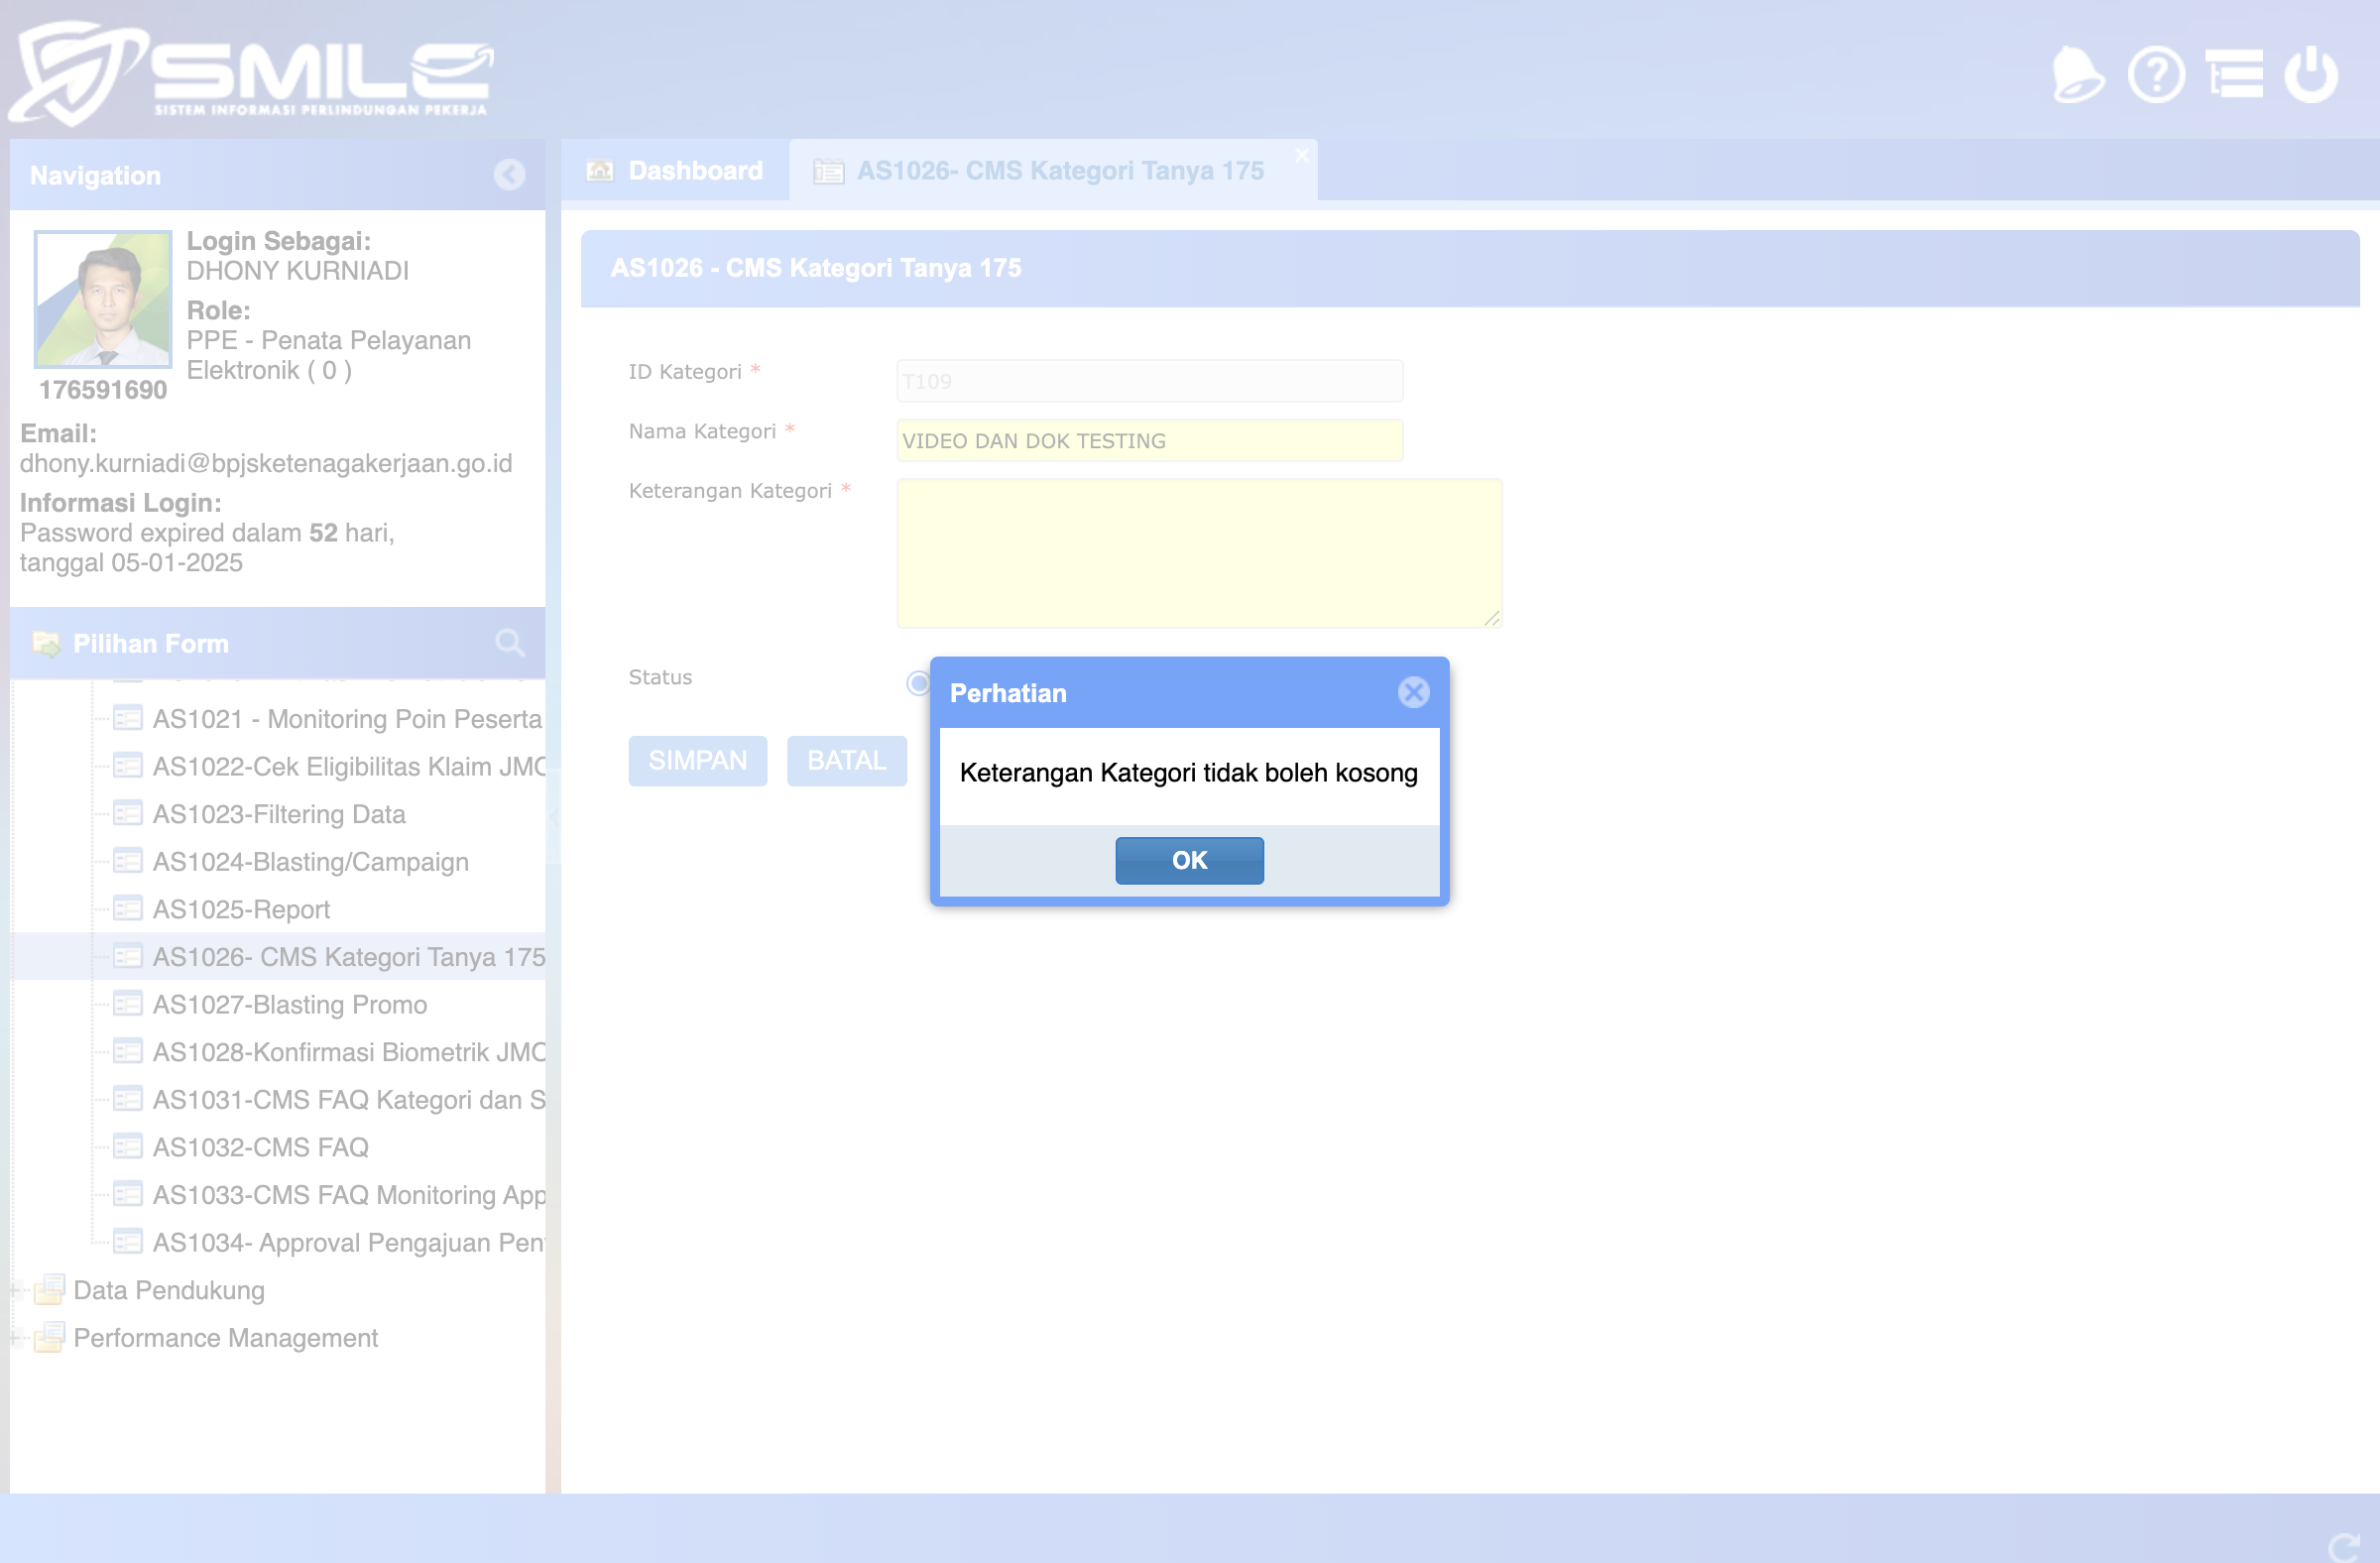 SMILE
SISTEM INFORMASI PERLINDUNGAN PEKERJA
Navigation
Login Sebagai:
DHONY KURNIADI
Role:
PPE - Penata Pelayanan
Elektronik ( 0 )
176591690
Email:
dhony.kurniadi@bpjsketenagakerjaan.go.id
Informasi Login:
Password expired dalam 52 hari,
tanggal 05-01-2025
Pilihan Form
AS1021 - Monitoring Poin Peserta
AS1022-Cek Eligibilitas Klaim JMO
AS1023-Filtering Data
AS1024-Blasting/Campaign
AS1025-Report
AS1026- CMS Kategori Tanya 175
AS1027-Blasting Promo
AS1028-Konfirmasi Biometrik JMO
AS1031-CMS FAQ Kategori dan S
AS1032-CMS FAQ
AS1033-CMS FAQ Monitoring App
AS1034- Approval Pengajuan
Data Pendukung
Performance Management
Dashboard
AS1026- CMS Kategori Tanya 175
AS1026 - CMS Kategori Tanya 175
ID Kategori *
T109
Nama Kategori *
VIDEO DAN DOK TESTING
Keterangan Kategori *
Status
SIMPAN
BATAL
Perhatian
Keterangan Kategori tidak boleh kosong
OK